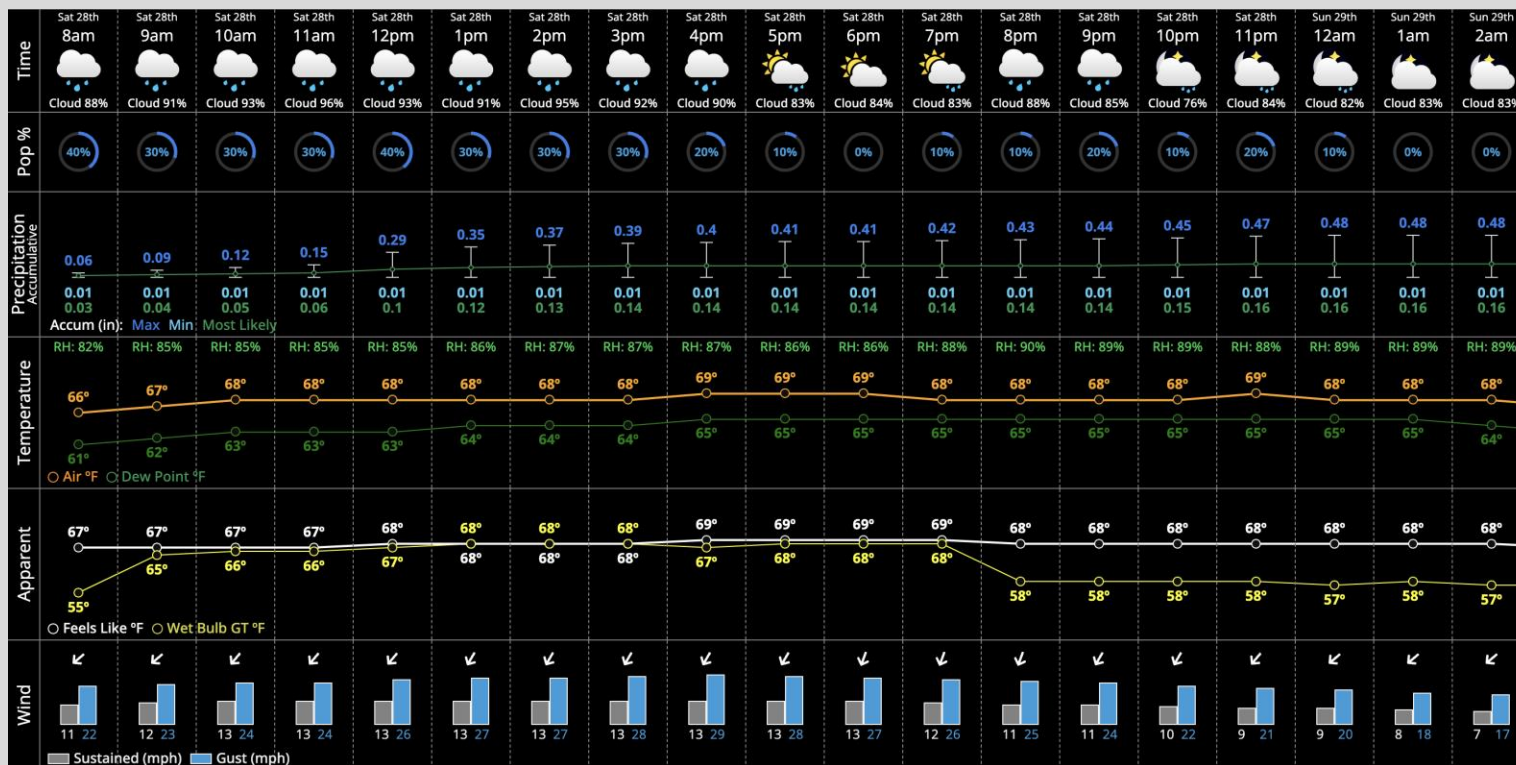 Time
Sat 28th Sat 28th Sat 28th Sat 28th Sat 28th Sat 28th Sat 28th Sat 28th Sat 28th Sat 28th Sat 28th Sat 28th Sat 28th Sat 28th Sat 28th Sat 28th Sun 29th Sun 29th Sun 29th
8am 9am 10am 11am 12pm 1pm 2pm 3pm 4pm 5pm 6pm 7pm 8pm 9pm 10pm 11pm 12am 1am 2am
Cloud 88% Cloud 91% Cloud 93% Cloud 96% Cloud 93% Cloud 91% Cloud 95% Cloud 92% Cloud 90% Cloud 83% Cloud 84% Cloud 83% Cloud 88% Cloud 85% Cloud 76% Cloud 84% Cloud 82% Cloud 83% Cloud 83%
Pop %
40% 30% 30% 30% 40% 30% 30% 30% 20% 10% 0% 10% 10% 20% 10% 20% 10% 0% 0%
Precipitation
Accumulative
0.06 0.09 0.12 0.15 0.29 0.35 0.37 0.39 0.4 0.41 0.41 0.42 0.43 0.44 0.45 0.47 0.48 0.48 0.48
0.01 0.01 0.01 0.01 0.01 0.01 0.01 0.01 0.01 0.01 0.01 0.01 0.01 0.01 0.01 0.01 0.01 0.01 0.01
0.03 0.04 0.05 0.06 0.1 0.12 0.13 0.14 0.14 0.14 0.14 0.14 0.14 0.14 0.15 0.16 0.16 0.16 0.16
Accum (in): Max Min Most Likely
Temperature
RH: 82% RH: 85% RH: 85% RH: 85% RH: 85% RH: 86% RH: 87% RH: 87% RH: 87% RH: 86% RH: 86% RH: 88% RH: 90% RH: 89% RH: 89% RH: 88% RH: 89% RH: 89% RH: 89%
66° 67° 68° 68° 68° 68° 68° 68° 69° 69° 69° 68° 68° 68° 68° 69° 68° 68° 68°
61° 62° 63° 63° 63° 64° 64° 64° 65° 65° 65° 65° 65° 65° 65° 65° 65° 65° 64°
Air ºF Dew Point ºF
Apparent
67° 67° 67° 67° 68° 68° 68° 68° 69° 69° 69° 69° 68° 68° 68° 68° 68° 68° 68°
55° 65° 66° 66° 67° 68° 68° 68° 67° 68° 68° 68° 58° 58° 58° 58° 57° 58° 57°
Feels Like ºF Wet Bulb GT ºF
Wind
11 22 12 23 13 24 13 24 13 26 13 27 13 27 13 28 13 29 13 28 13 27 12 26 11 25 11 24 10 22 9 21 9 20 8 18 7 17
Sustained (mph) Gust (mph)